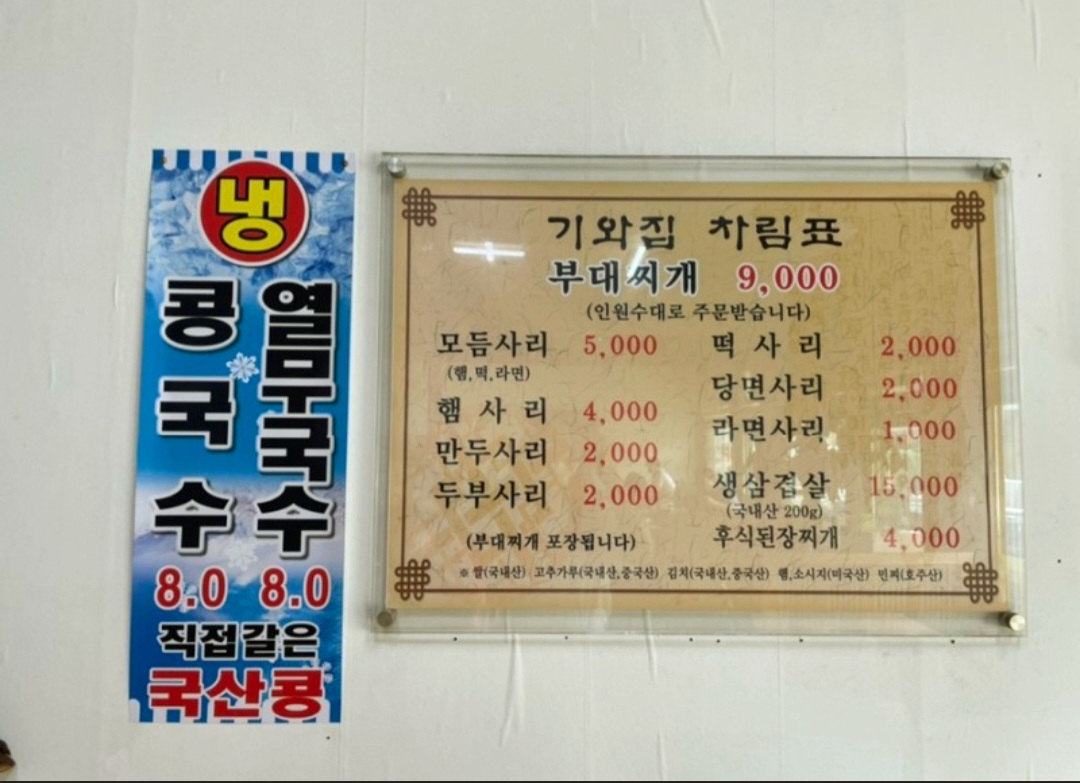 냉
콩국수
열무국수
8.0 8.0
직접갈은
국산콩
기와집 차림표
부대찌개 9,000
(인원수대로 주문받습니다)
모듬사리 5,000
(햄,떡,라면)
햄 사 리 4,000
만두사리 2,000
두부사리 2,000
(부대찌개 포장됩니다)
떡 사 리 2,000
당면사리 2,000
라면사리 1,000
생삼겹살 15,000
(국내산 200g)
후식된장찌개 4,000
※ 쌀(국내산) 고추가루(국내산,중국산) 김치(국내산,중국산) 햄,소시지(미국산) 민찌(호주산)